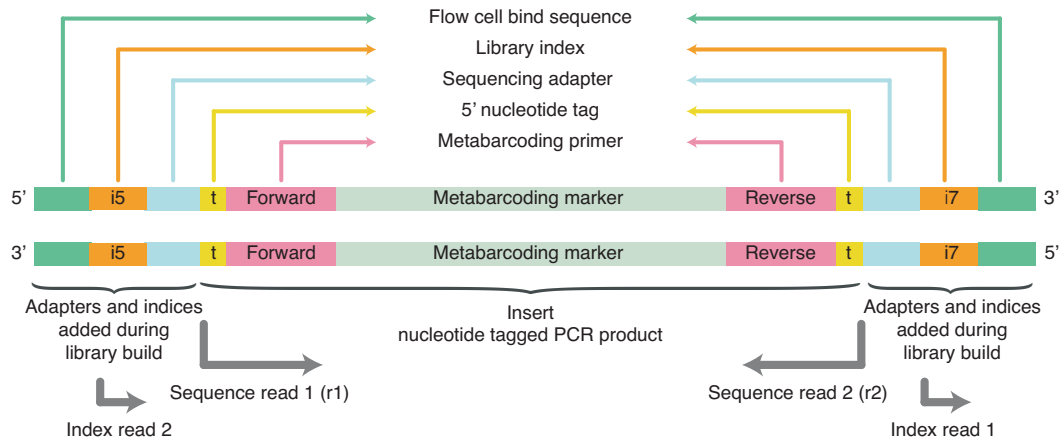 Flow cell bind sequence
Library index
Sequencing adapter
5’ nucleotide tag
Metabarcoding primer
5’ i5 t Forward Metabarcoding marker Reverse t i7 3’
3’ i5 t Forward Metabarcoding marker Reverse t i7 5’
Adapters and indices
added during
library build
Insert
nucleotide tagged PCR product
Adapters and indices
added during
library build
Sequence read 1 (r1)
Sequence read 2 (r2)
Index read 2
Index read 1